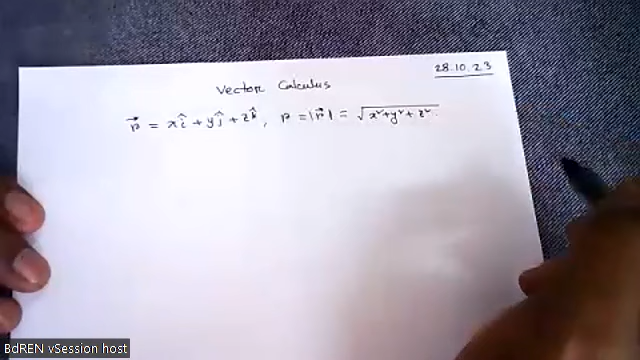 28.10.23
Vector Calculus
r⃗ = xî + yĵ + zk̂, r = |r⃗| = √x²+y²+z².
BdREN vSession host